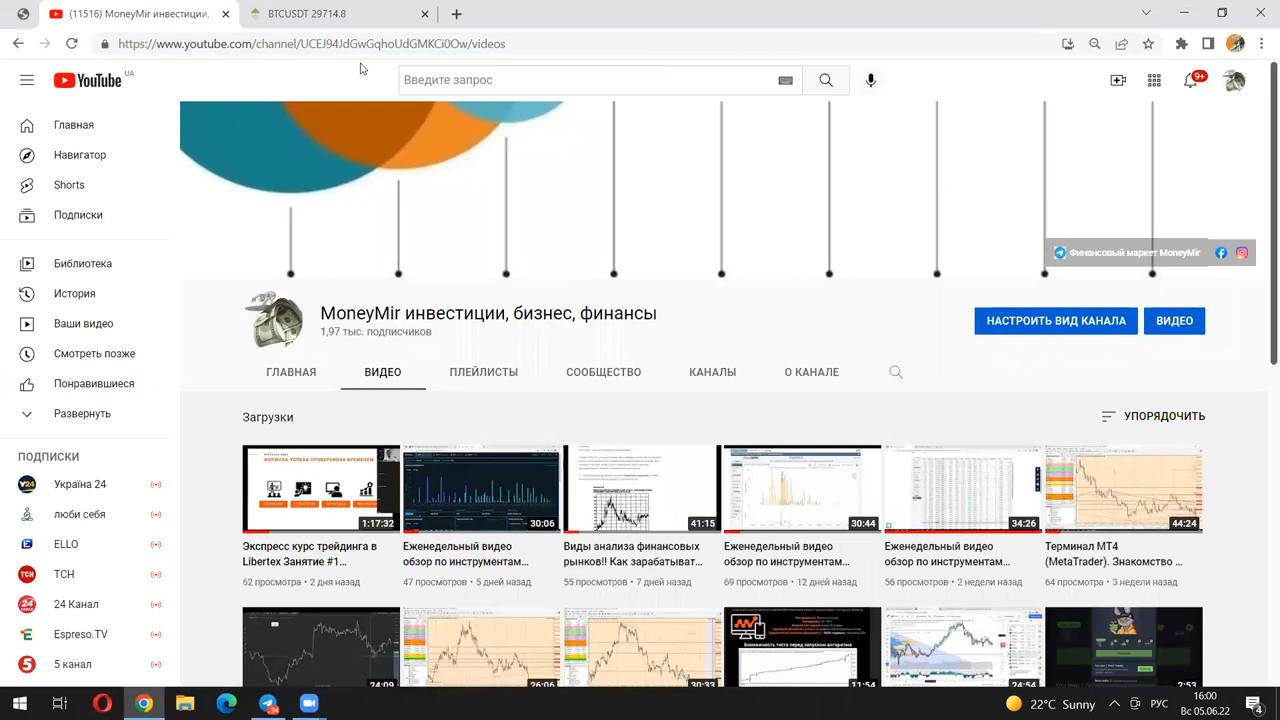 (11516) MoneyMir инвестиции,
BTCUSDT 29714.8
https://www.youtube.com/channel/UCEJ94JdGwGqhoUdGMKCi0Ow/videos
YouTube UA
Введите запрос
9+
Главная
Навигатор
Shorts
Подписки
Библиотека
История
Ваши видео
Смотреть позже
Понравившиеся
Развернуть
ПОДПИСКИ
Україна 24
люби себя
ELLO
ТСН
24 Канал
Espreso.TV
5 канал
Финансовый маркет MoneyMir
MoneyMir инвестиции, бизнес, финансы
1,97 тыс. подписчиков
НАСТРОИТЬ ВИД КАНАЛА
ВИДЕО
ГЛАВНАЯ
ВИДЕО
ПЛЕЙЛИСТЫ
СООБЩЕСТВО
КАНАЛЫ
О КАНАЛЕ
Загрузки
УПОРЯДОЧИТЬ
ФОРМУЛА УСПЕХА ПРОВЕРЕННАЯ ВРЕМЕНЕМ
1:17:32
30:06
41:15
30:44
34:26
44:24
Экспресс курс трейдинга в
Libertex Занятие #1...
62 просмотра • 2 дня назад
Еженедельный видео
обзор по инструментам...
47 просмотров • 5 дней назад
Виды анализа финансовых
рынков!! Как зарабатыват...
55 просмотров • 7 дней назад
Еженедельный видео
обзор по инструментам...
69 просмотров • 12 дней назад
Еженедельный видео
обзор по инструментам...
56 просмотров • 2 недели назад
Терминал МТ4
(MetaTrader). Знакомство ...
64 просмотра • 3 недели назад
11:54
24:54
2:53
22°C Sunny
РУС
16:00
Вс 05.06.22
4